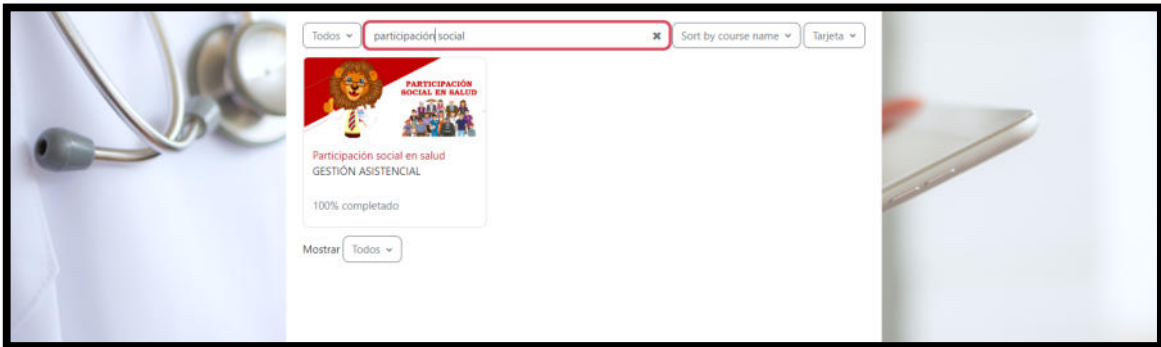 Todos
participación social
Sort by course name
Tarjeta
PARTICIPACIÓN
SOCIAL EN SALUD
Participación social en salud
GESTIÓN ASISTENCIAL
100% completado
Mostrar Todos